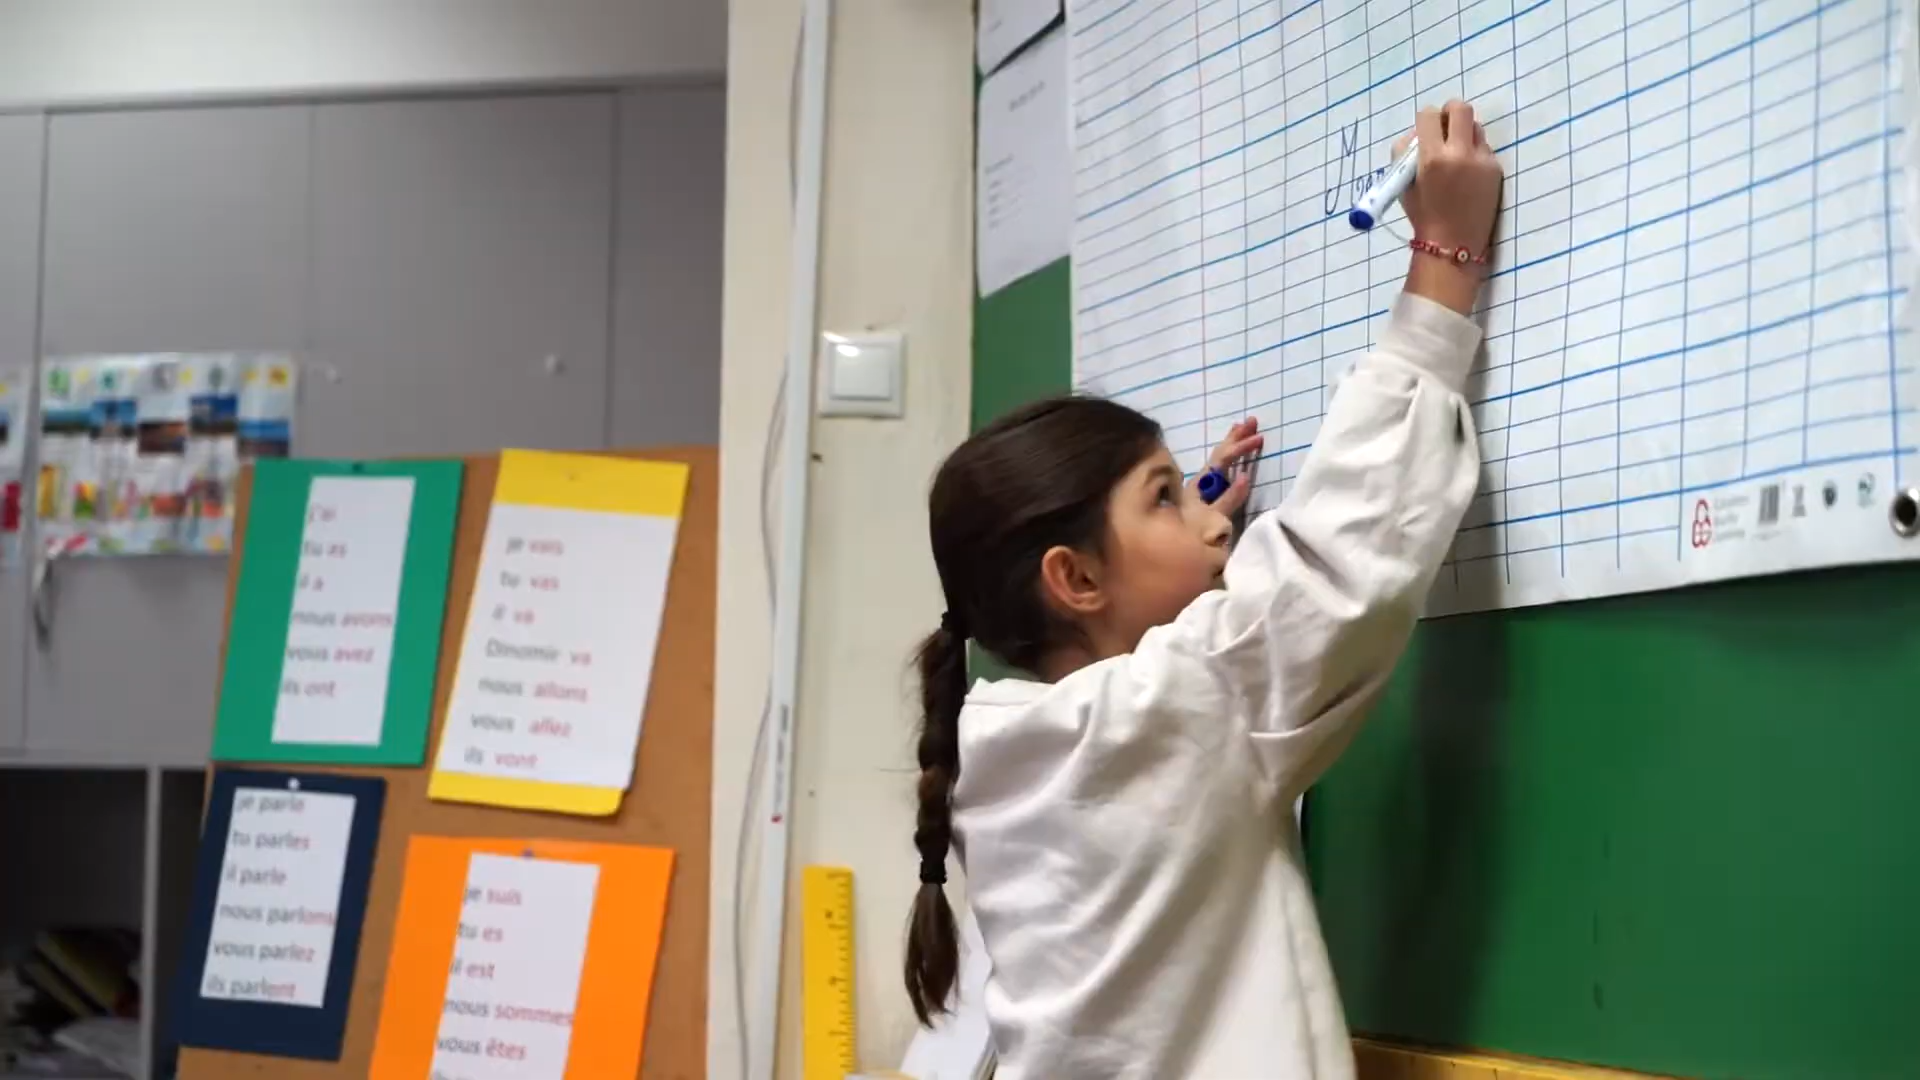 j'ai
tu as
il a
nous avons
vous avez
ils ont
je vais
tu vas
il va
Dinomir va
nous allons
vous allez
ils vont
je parle
tu parles
il parle
nous parlons
vous parlez
ils parlent
je suis
tu es
il est
nous sommes
vous êtes